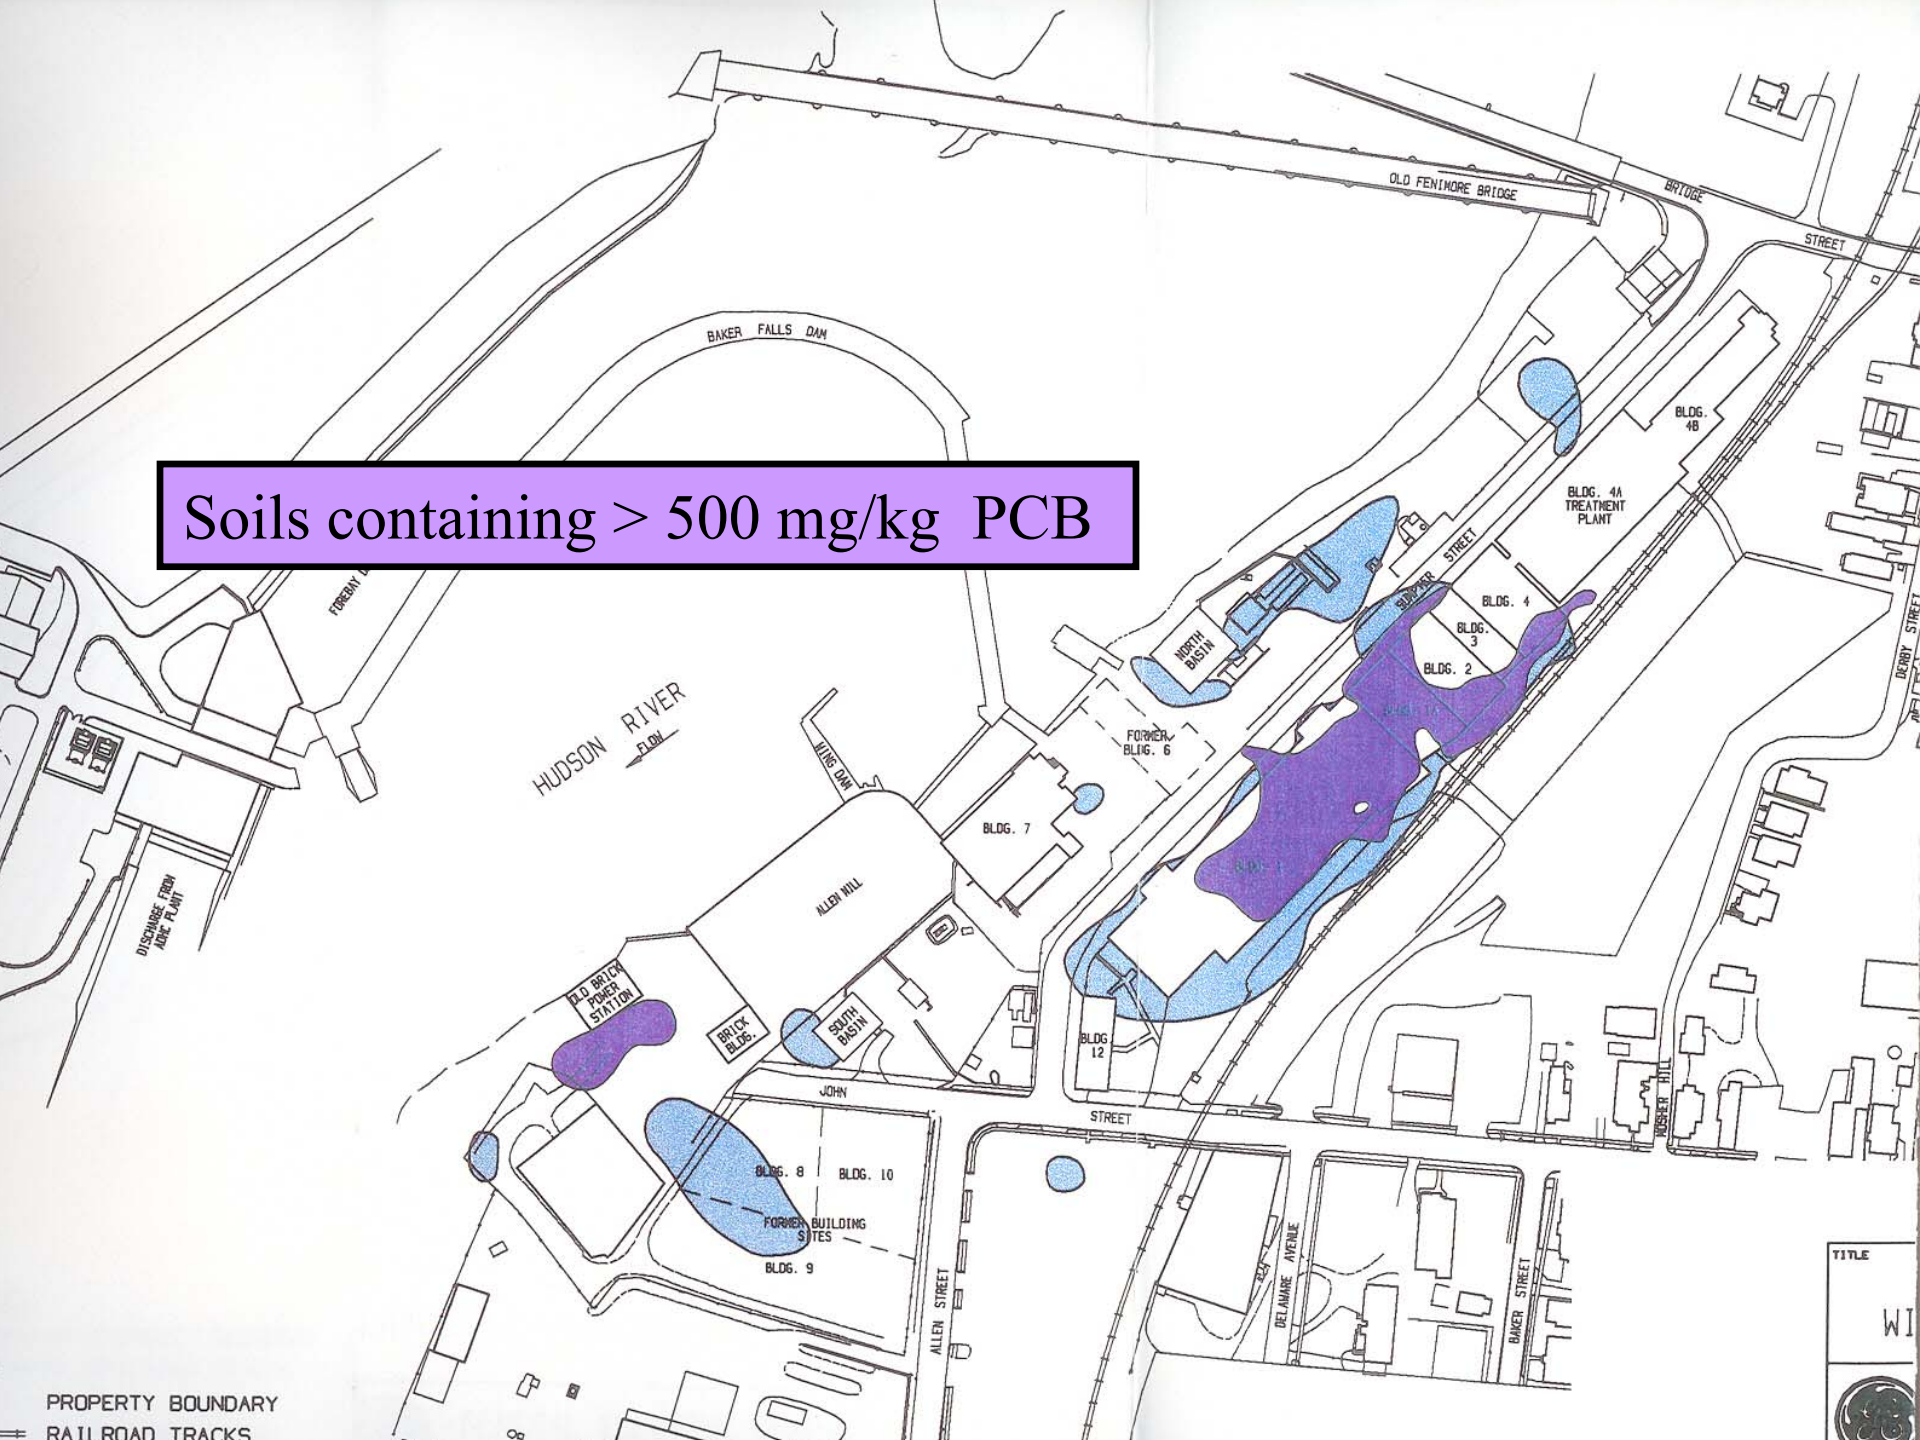 OLD FENIMORE BRIDGE
BRIDGE
STREET
BAKER FALLS DAM
BLDG.
4B
Soils containing > 500 mg/kg PCB
BLDG. 4A
TREATMENT
PLANT
STREET
SUMPTER
FOREBAY
BLDG. 4
BLDG.
3
BLDG. 2
NORTH
BASIN
DERBY STREET
HUDSON RIVER
FLOW
WING DAM
FORMER
BLDG. 6
BLDG. 7
ALLEN MILL
DISCHARGE FROM
ADHC PLANT
OLD BRICK
POWER
STATION
BRICK
BLDG.
SOUTH
BASIN
BLDG
12
JOHN
STREET
MOSHER HILL
BLDG. 8
BLDG. 10
FORMER BUILDING
SITES
BLDG. 9
ALLEN STREET
DELAWARE AVENUE
BAKER STREET
TITLE
WI
PROPERTY BOUNDARY
RAILROAD TRACKS